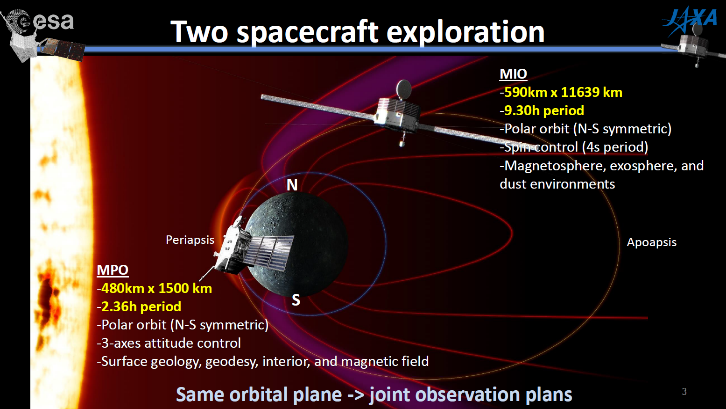 esa
JAXA
Two spacecraft exploration
MIO
-590km x 11639 km
-9.30h period
-Polar orbit (N-S symmetric)
-Spin control (4s period)
-Magnetosphere, exosphere, and
dust environments
N
Periapsis
Apoapsis
MPO
-480km x 1500 km
-2.36h period
S
-Polar orbit (N-S symmetric)
-3-axes attitude control
-Surface geology, geodesy, interior, and magnetic field
Same orbital plane -> joint observation plans
3